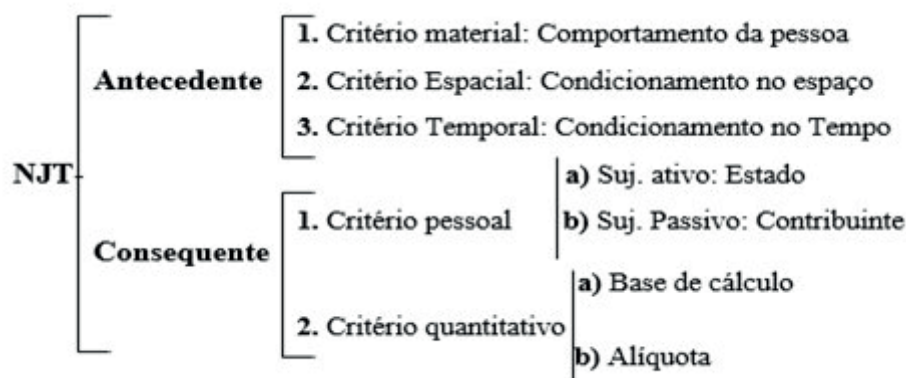 1. Critério material: Comportamento da pessoa
Antecedente
2. Critério Espacial: Condicionamento no espaço
3. Critério Temporal: Condicionamento no Tempo
NJT
a) Suj. ativo: Estado
1. Critério pessoal
b) Suj. Passivo: Contribuinte
Consequente
a) Base de cálculo
2. Critério quantitativo
b) Alíquota